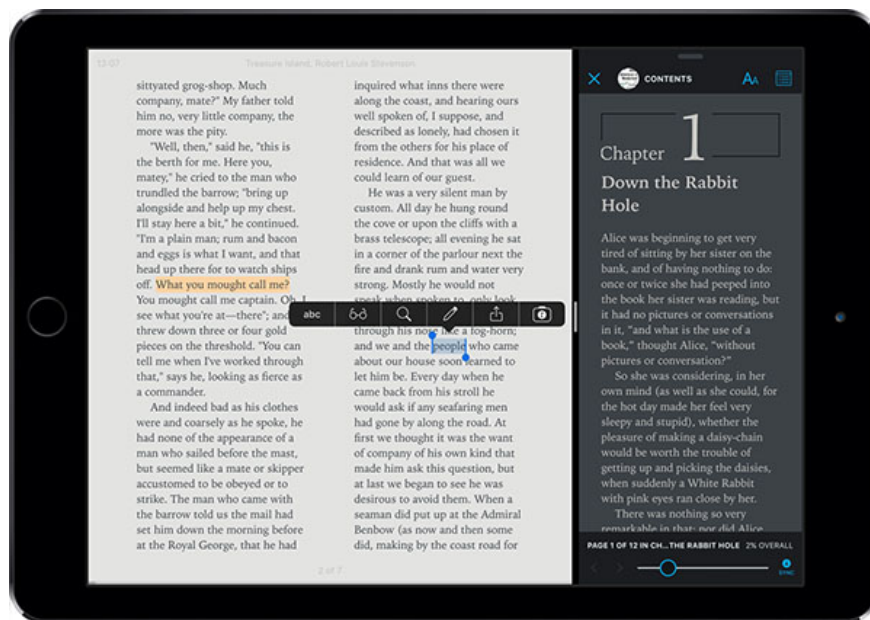 12:07
Treasure Island, Robert Louis Stevenson
sittyated grog-shop. Much
company, mate?" My father told
him no, very little company, the
more was the pity.
"Well, then," said he, "this is
the berth for me. Here you,
matey," he cried to the man who
trundled the barrow; "bring up
alongside and help up my chest.
I'll stay here a bit," he continued.
"I'm a plain man; rum and bacon
and eggs is what I want, and that
head up there for to watch ships
off. What you mought call me?
You mought call me captain. Oh, I
see what you're at—there"; and
threw down three or four gold
pieces on the threshold. "You can
tell me when I've worked through
that," says he, looking as fierce as
a commander.
And indeed bad as his clothes
were and coarsely as he spoke, he
had none of the appearance of a
man who sailed before the mast,
but seemed like a mate or skipper
accustomed to be obeyed or to
strike. The man who came with
the barrow told us the mail had
set him down the morning before
at the Royal George, that he had
inquired what inns there were
along the coast, and hearing ours
well spoken of, I suppose, and
described as lonely, had chosen it
from the others for his place of
residence. And that was all we
could learn of our guest.
He was a very silent man by
custom. All day he hung round
the cove or upon the cliffs with a
brass telescope; all evening he sat
in a corner of the parlour next the
fire and drank rum and water very
strong. Mostly he would not
speak when spoken to, only look
abc
through his nose like a fog-horn;
and we and the people who came
about our house soon learned to
let him be. Every day when he
came back from his stroll he
would ask if any seafaring men
had gone by along the road. At
first we thought it was the want
of company of his own kind that
made him ask this question, but
at last we began to see he was
desirous to avoid them. When a
seaman did put up at the Admiral
Benbow (as now and then some
did, making by the coast road for
2 of 7
CONTENTS
AA
Chapter 1
Down the Rabbit
Hole
Alice was beginning to get very
tired of sitting by her sister on the
bank, and of having nothing to do:
once or twice she had peeped into
the book her sister was reading, but
it had no pictures or conversations
in it, "and what is the use of a
book," thought Alice, "without
pictures or conversation?"
So she was considering, in her
own mind (as well as she could, for
the hot day made her feel very
sleepy and stupid), whether the
pleasure of making a daisy-chain
would be worth the trouble of
getting up and picking the daisies,
when suddenly a White Rabbit
with pink eyes ran close by her.
There was nothing so very
remarkable in that; nor did Alice
PAGE 1 OF 12 IN CH...THE RABBIT HOLE 2% OVERALL
SYNC